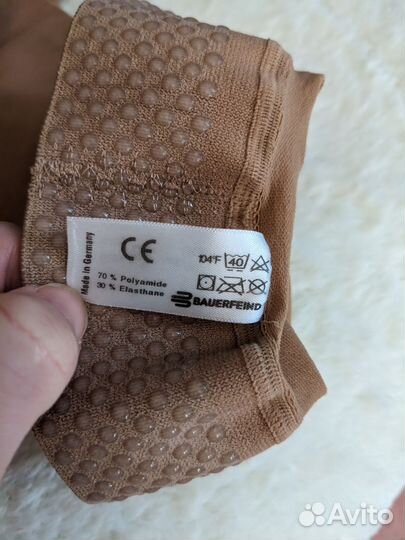 Made in Germany
CE
70 % Polyamide
30 % Elasthane
104°F 40
BAUERFEIND
Avito